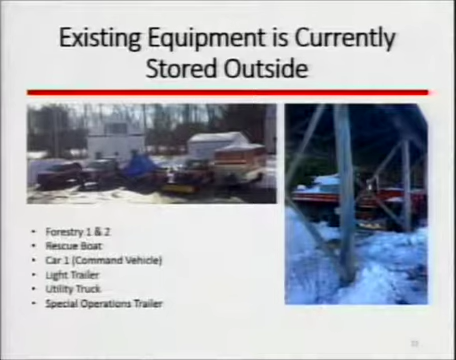 Existing Equipment is Currently
Stored Outside
• Forestry 1 & 2
• Rescue Boat
• Car 1 (Command Vehicle)
• Light Trailer
• Utility Truck
• Special Operations Trailer